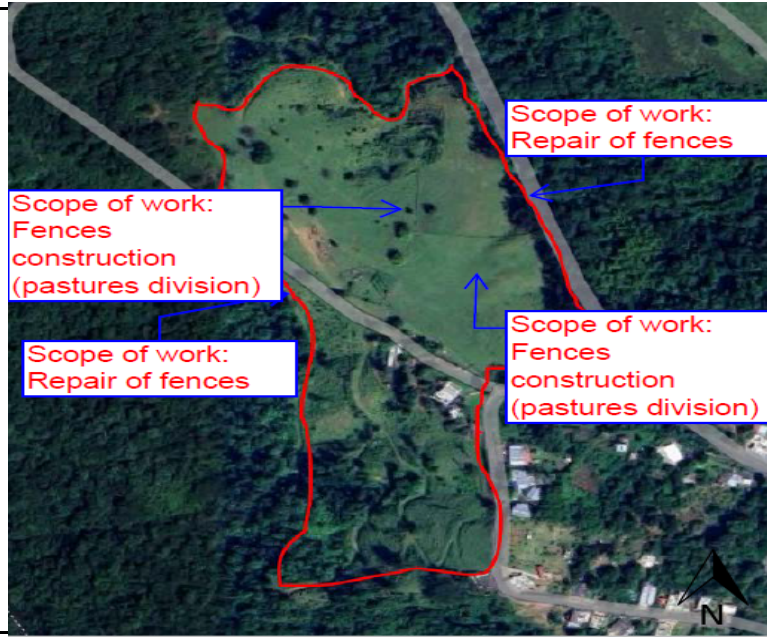 Scope of work:
Repair of fences
Scope of work:
Fences
construction
(pastures division)
Scope of work:
Fences
construction
(pastures division)
Scope of work:
Repair of fences
N